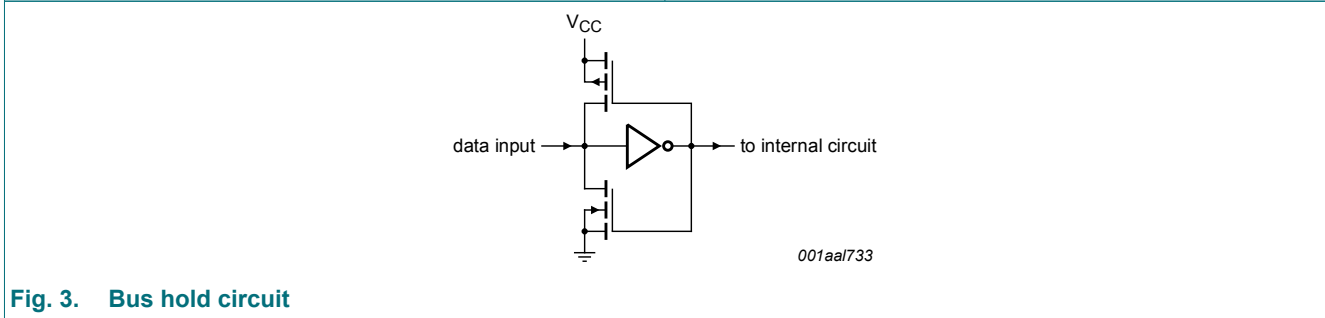 VCC
data input
to internal circuit
001aal733
Fig. 3. Bus hold circuit